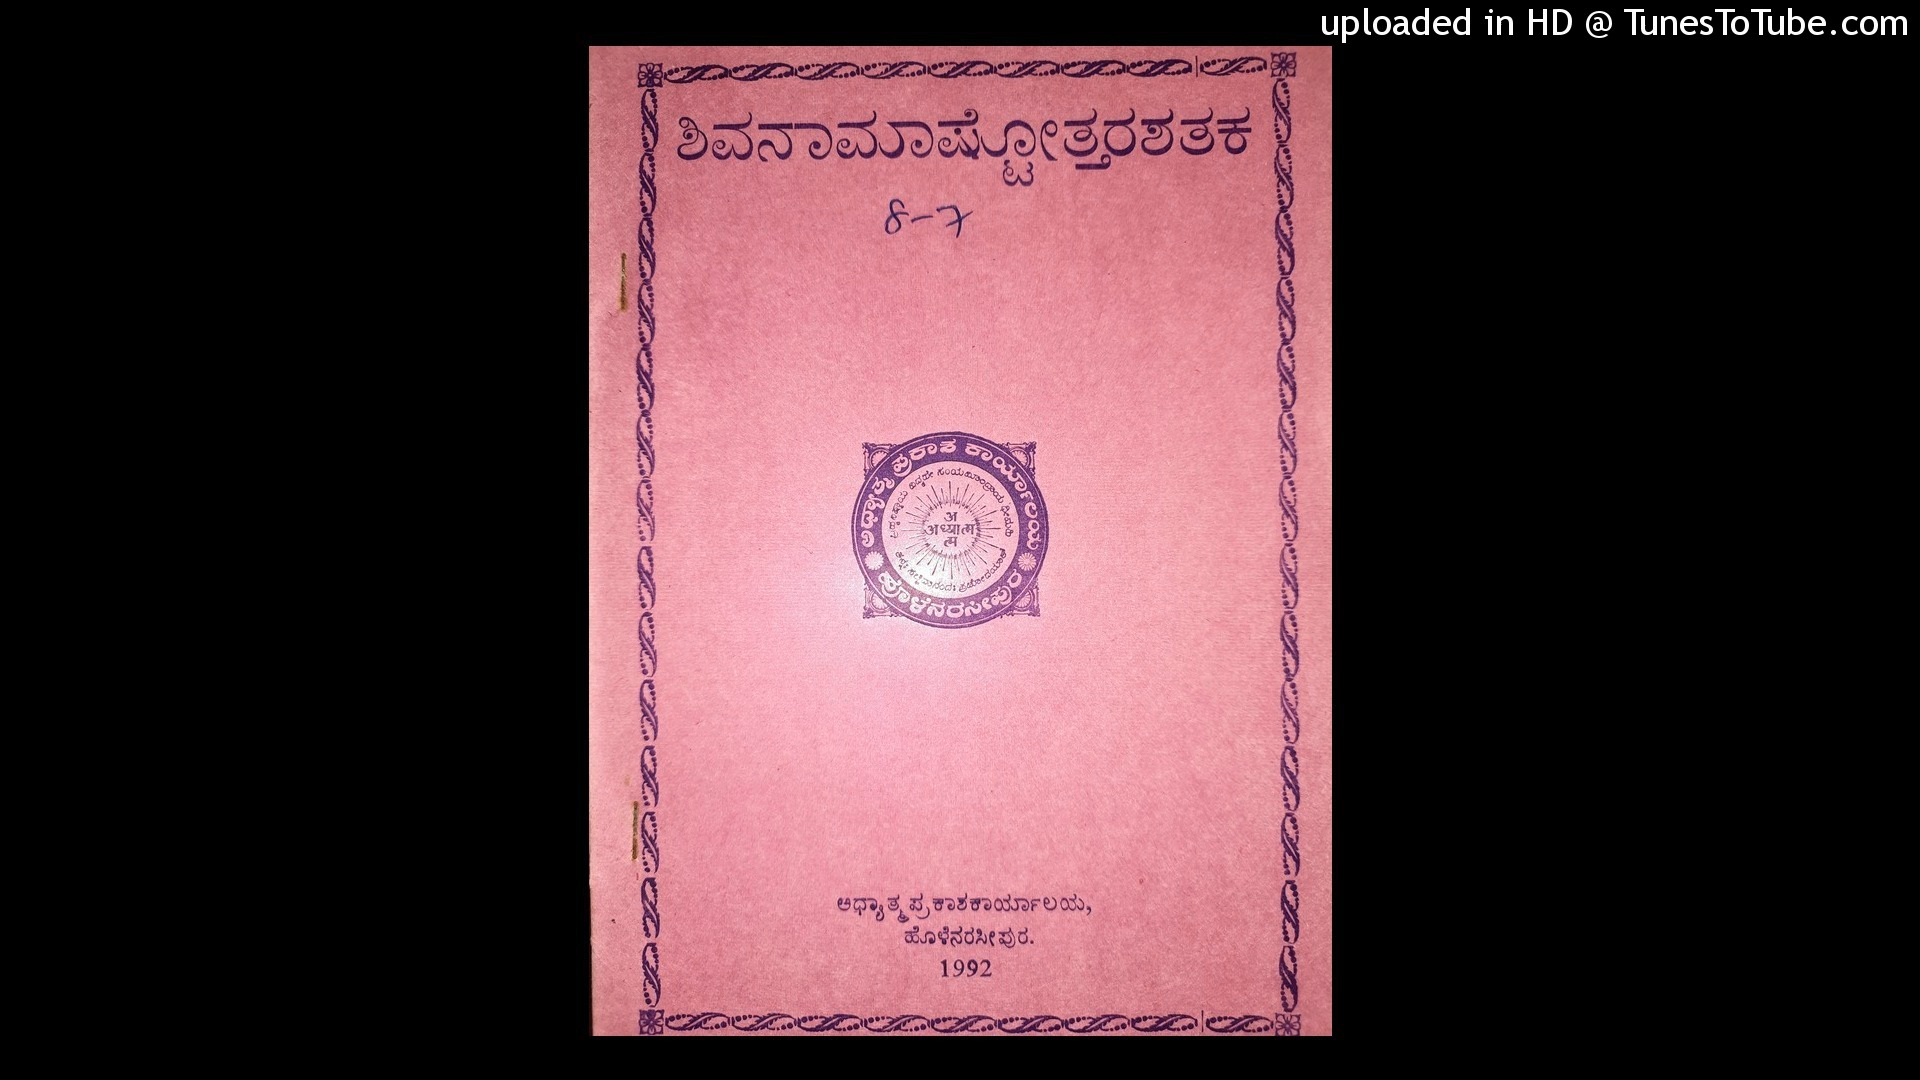 uploaded in HD @ TunesToTube.com
ಶಿವನಾಮಾಷ್ಟೋತ್ತರಶತಕ
8-7
ಅಧ್ಯಾತ್ಮ ಪ್ರಕಾಶ ಕಾರ್ಯಾಲಯ
अ
अध्यात्म
त्म
ಹೊಳೆನರಸೀಪುರ
ಅಧ್ಯಾತ್ಮಪ್ರಕಾಶಕಾರ್ಯಾಲಯ,
ಹೊಳೆನರಸೀಪುರ.
1992